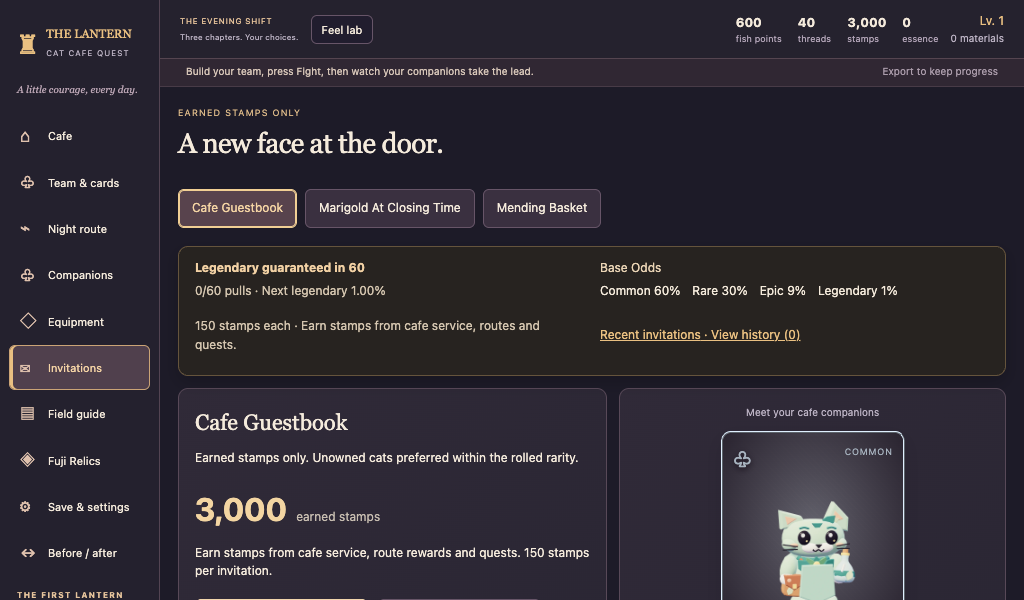 THE LANTERN
CAT CAFE QUEST
A little courage, every day.
Cafe
Team & cards
Night route
Companions
Equipment
Invitations
Field guide
Fuji Relics
Save & settings
Before / after
THE FIRST LANTERN
THE EVENING SHIFT
Three chapters. Your choices.
Feel lab
600 fish points
40 threads
3,000 stamps
0 essence
Lv. 1
0 materials
Build your team, press Fight, then watch your companions take the lead.
Export to keep progress
EARNED STAMPS ONLY
A new face at the door.
Cafe Guestbook
Marigold At Closing Time
Mending Basket
Legendary guaranteed in 60
0/60 pulls · Next legendary 1.00%
150 stamps each · Earn stamps from cafe service, routes and
quests.
Base Odds
Common 60% Rare 30% Epic 9% Legendary 1%
Recent invitations · View history (0)
Cafe Guestbook
Earned stamps only. Unowned cats preferred within the rolled rarity.
3,000 earned stamps
Earn stamps from cafe service, route rewards and quests. 150 stamps
per invitation.
Meet your cafe companions
COMMON